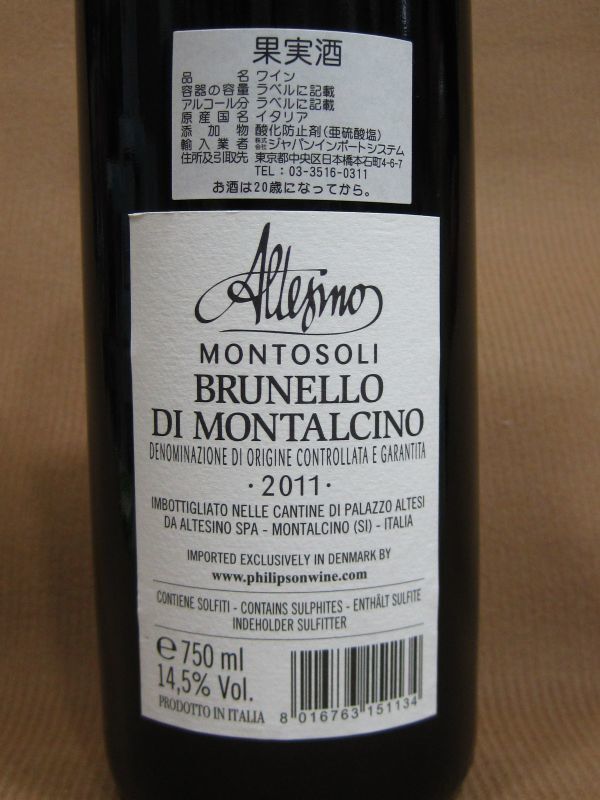 果実酒
品名 ワイン
容器の容量 ラベルに記載
アルコール分 ラベルに記載
原産国名 イタリア
添加物 酸化防止剤(亜硫酸塩)
輸入業者 株式会社ジャパンインポートシステム
住所及引取先 東京都中央区日本橋本石町4-6-7
TEL：03-3516-0311
お酒は20歳になってから。
Altesino
MONTOSOLI
BRUNELLO
DI MONTALCINO
DENOMINAZIONE DI ORIGINE CONTROLLATA E GARANTITA
·2011·
IMBOTTIGLIATO NELLE CANTINE DI PALAZZO ALTESI
DA ALTESINO SPA - MONTALCINO (SI) - ITALIA
IMPORTED EXCLUSIVELY IN DENMARK BY
www.philipsonwine.com
CONTIENE SOLFITI - CONTAINS SULPHITES - ENTHÄLT SULFITE
INDEHOLDER SULFITTER
e 750 ml
14,5% Vol.
PRODOTTO IN ITALIA
8 016763 151134